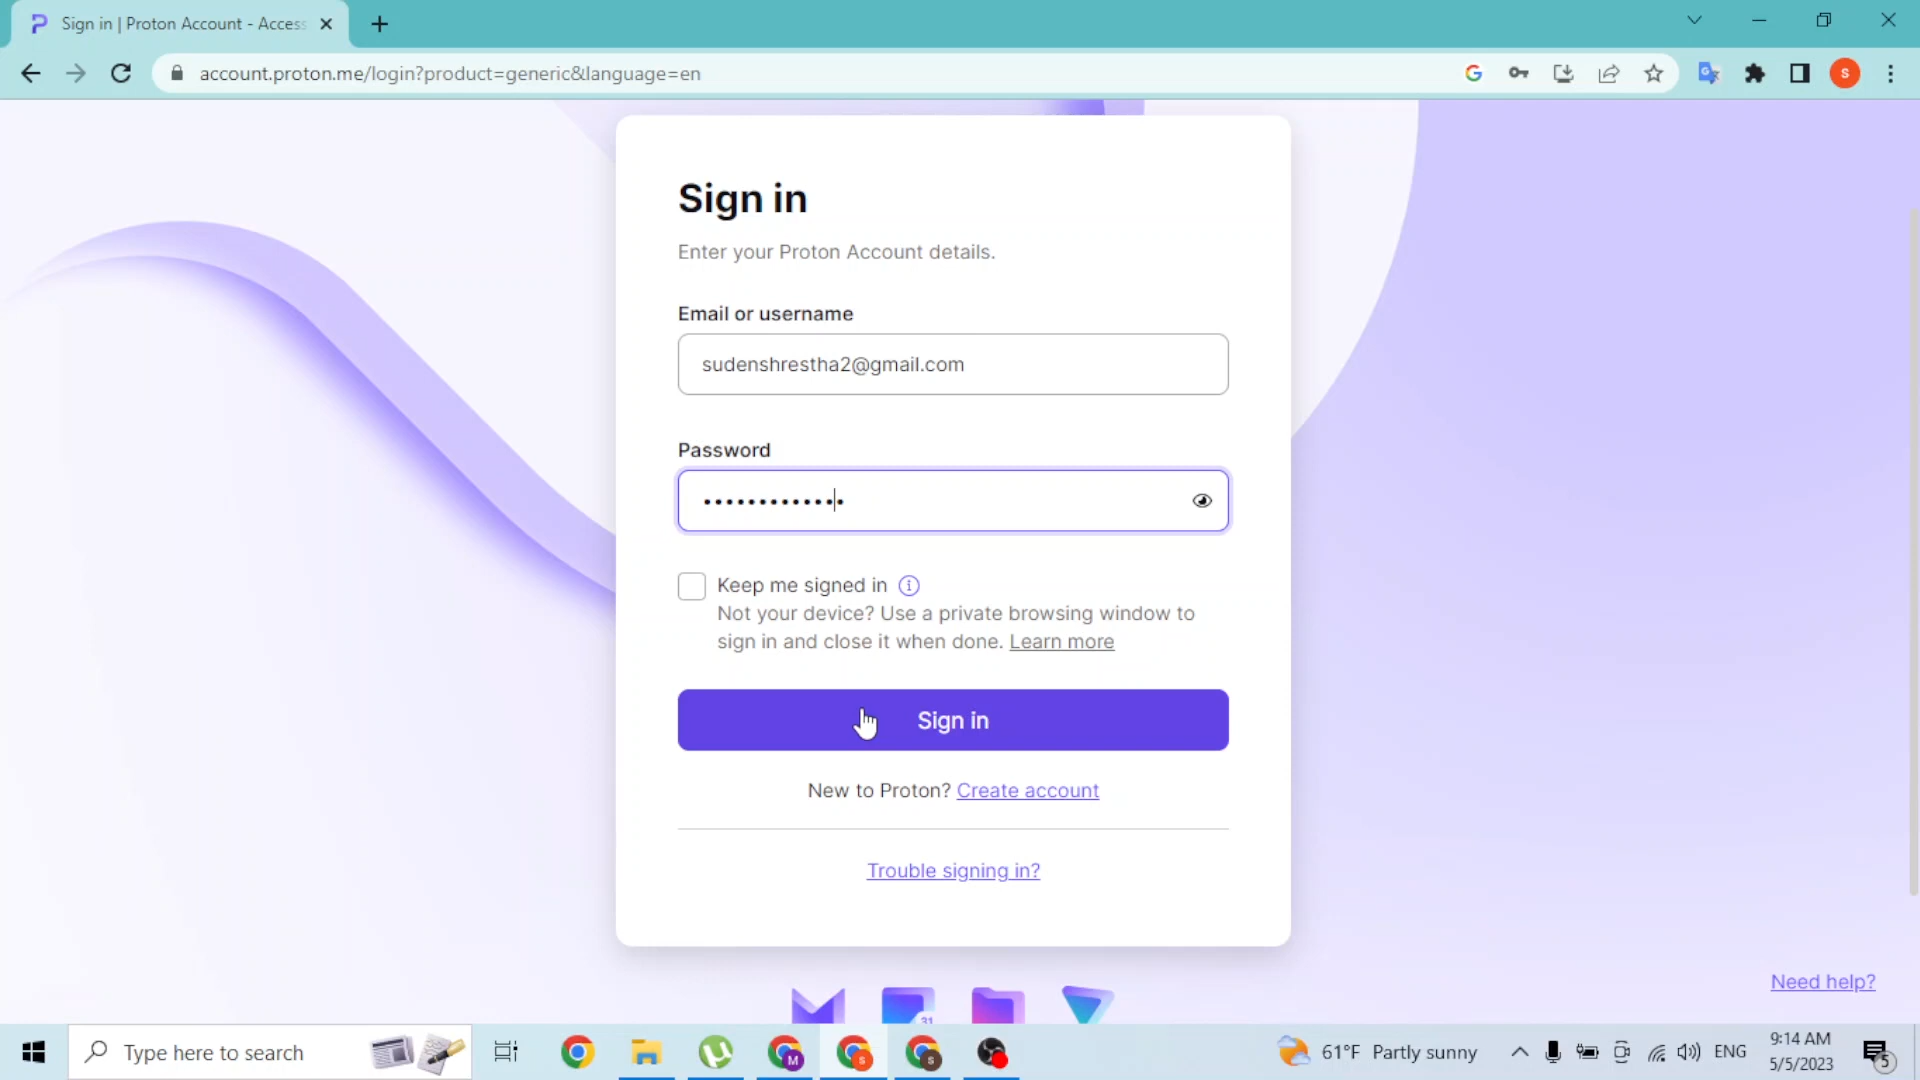 Sign in | Proton Account - Access
account.proton.me/login?product=generic&language=en
S
Sign in
Enter your Proton Account details.
Email or username
sudenshrestha2@gmail.com
Password
•••••••••••••
Keep me signed in
Not your device? Use a private browsing window to
sign in and close it when done. Learn more
Sign in
New to Proton? Create account
Trouble signing in?
Need help?
31
Type here to search
M
S
S
61°F Partly sunny
ENG
9:14 AM
5/5/2023
5